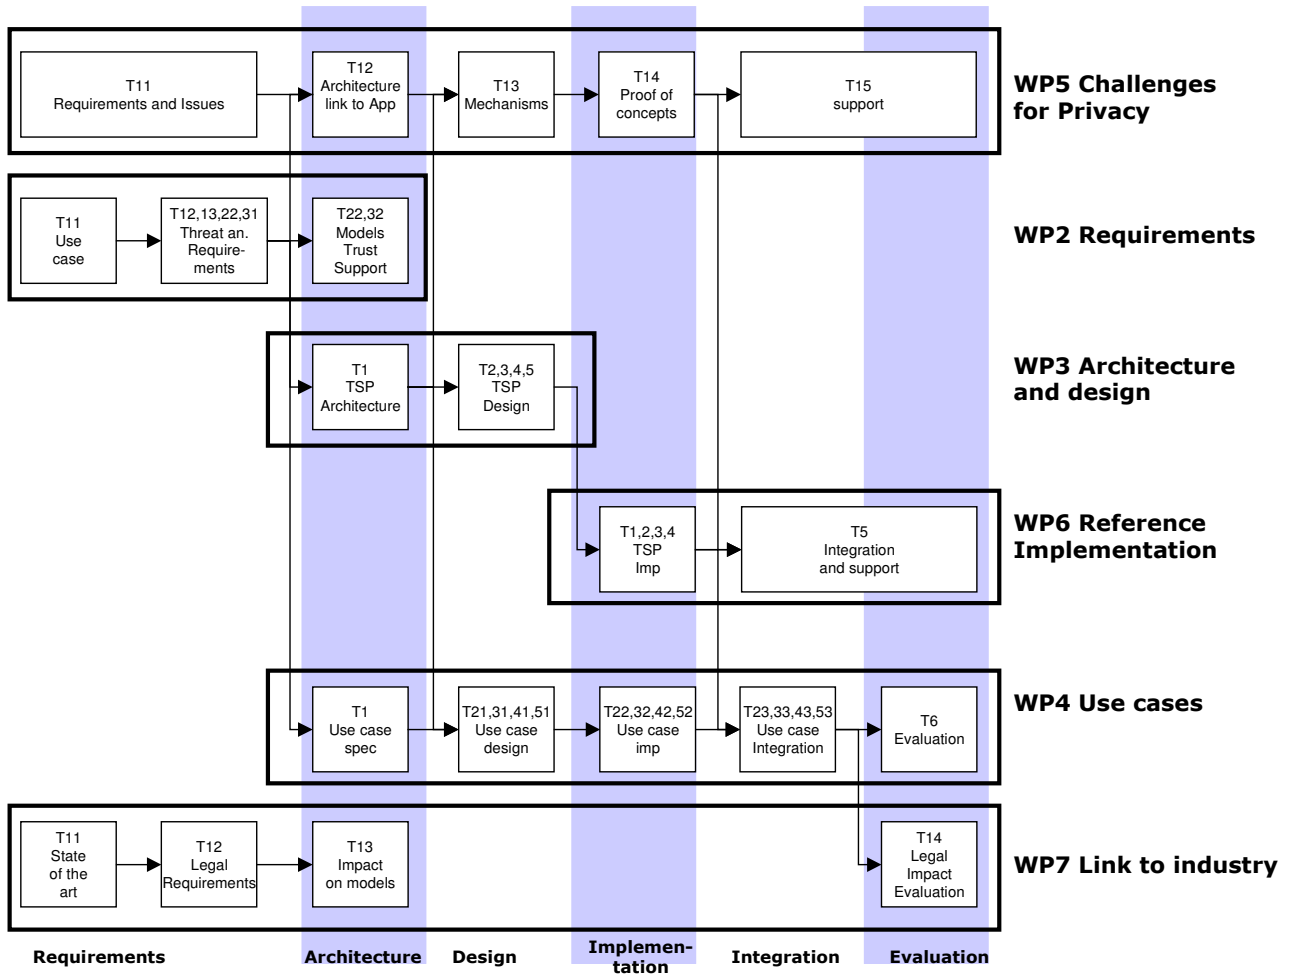 T11
Requirements and Issues
T12
Architecture
link to App
T13
Mechanisms
T14
Proof of
concepts
T15
support
WP5 Challenges
for Privacy
T11
Use
case
T12,13,22,31
Threat an.
Require-
ments
T22,32
Models
Trust
Support
WP2 Requirements
T1
TSP
Architecture
T2,3,4,5
TSP
Design
WP3 Architecture
and design
T1,2,3,4
TSP
Imp
T5
Integration
and support
WP6 Reference
Implementation
T1
Use case
spec
T21,31,41,51
Use case
design
T22,32,42,52
Use case
imp
T23,33,43,53
Use case
Integration
T6
Evaluation
WP4 Use cases
T11
State
of the
art
T12
Legal
Requirements
T13
Impact
on models
T14
Legal
Impact
Evaluation
WP7 Link to industry
Requirements
Architecture
Design
Implemen-
tation
Integration
Evaluation